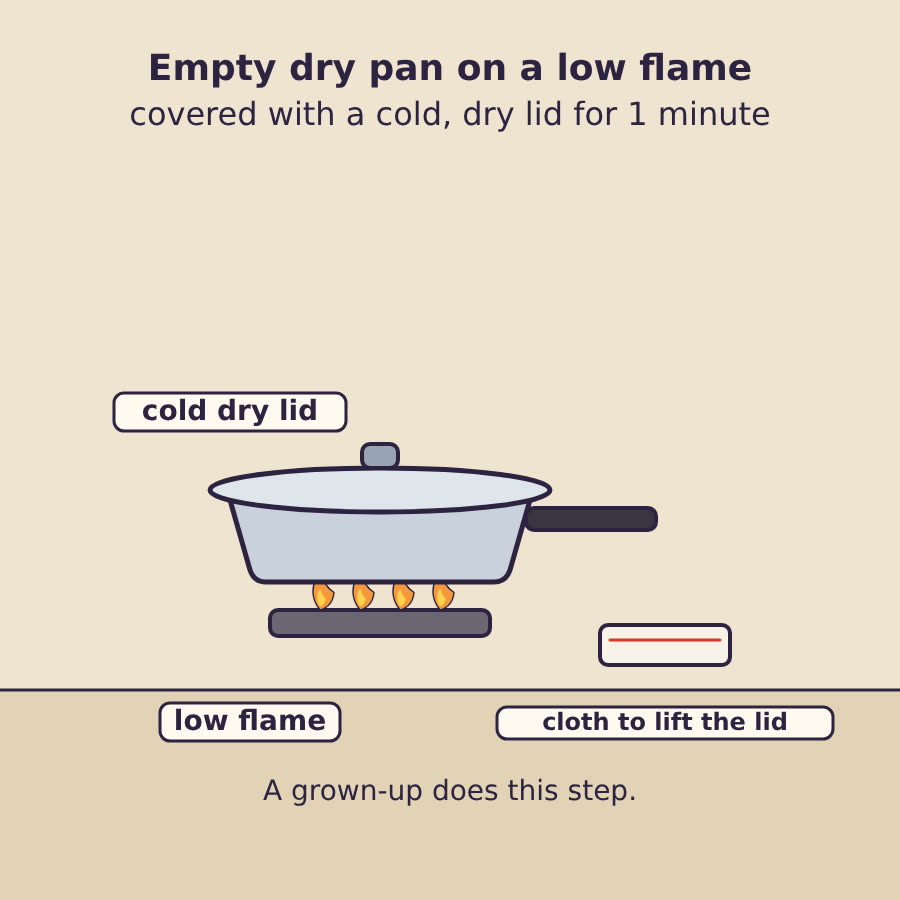 Empty dry pan on a low flame
covered with a cold, dry lid for 1 minute
cold dry lid
low flame
cloth to lift the lid
A grown-up does this step.